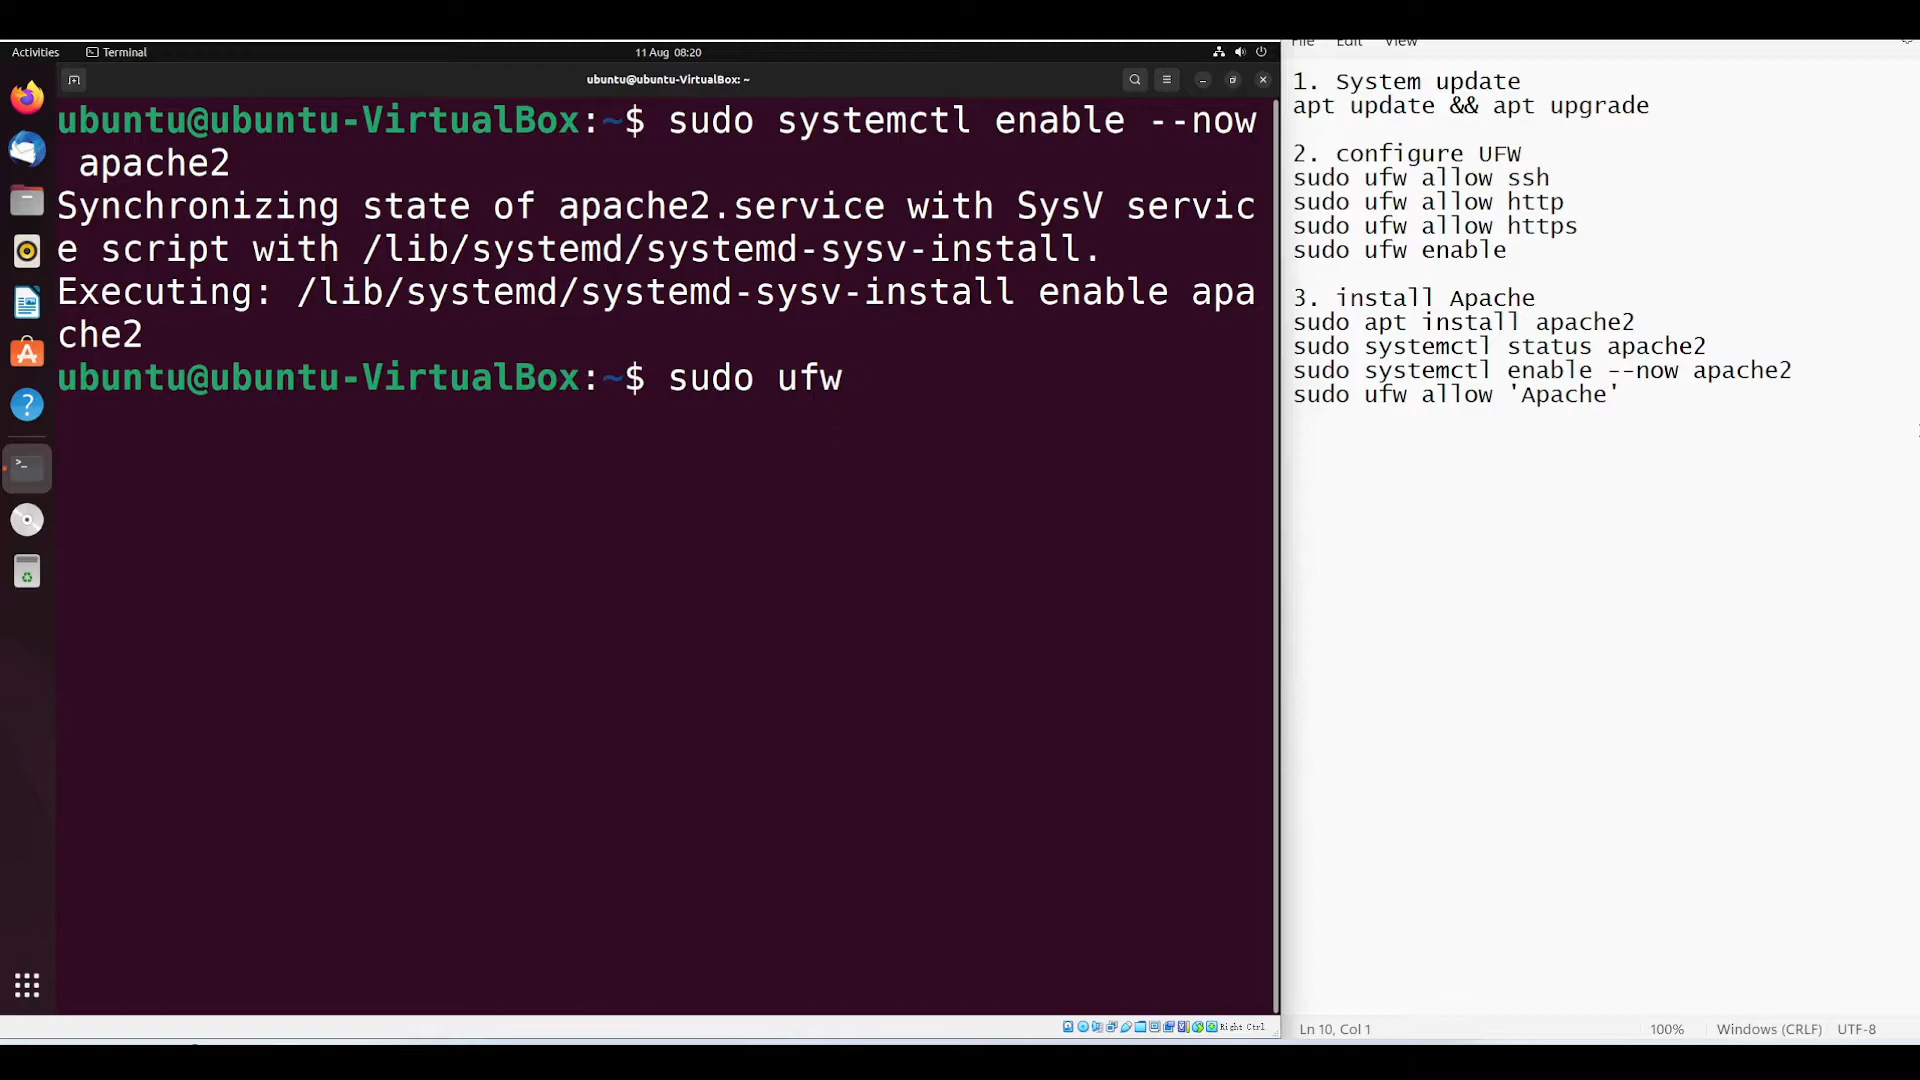 Activities
Terminal
11 Aug 08:20
ubuntu@ubuntu-VirtualBox: ~
ubuntu@ubuntu-VirtualBox:~$ sudo systemctl enable --now
apache2
Synchronizing state of apache2.service with SysV servic
e script with /lib/systemd/systemd-sysv-install.
Executing: /lib/systemd/systemd-sysv-install enable apa
che2
ubuntu@ubuntu-VirtualBox:~$ sudo ufw
Right Ctrl
File Edit View
1. System update
apt update && apt upgrade
2. configure UFW
sudo ufw allow ssh
sudo ufw allow http
sudo ufw allow https
sudo ufw enable
3. install Apache
sudo apt install apache2
sudo systemctl status apache2
sudo systemctl enable --now apache2
sudo ufw allow 'Apache'
Ln 10, Col 1
100%
Windows (CRLF)
UTF-8